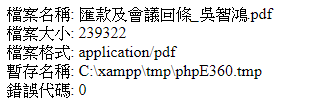 檔案名稱: 匯款及會議回條_吳智鴻.pdf
檔案大小: 239322
檔案格式: application/pdf
暫存名稱: C:\xampp\tmp\phpE360.tmp
錯誤代碼: 0